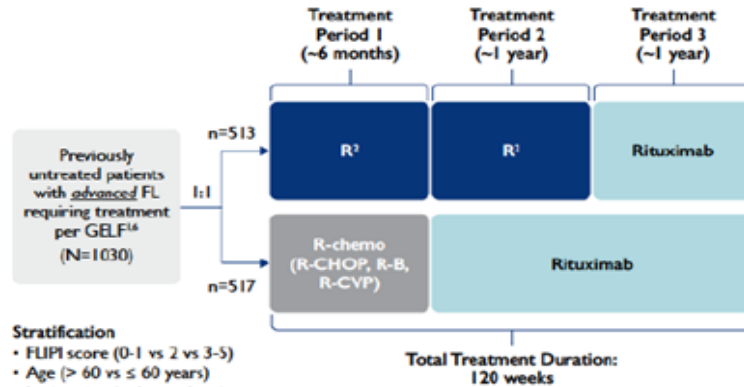 Treatment
Period 1
(~6 months)
Treatment
Period 2
(~1 year)
Treatment
Period 3
(~1 year)
Previously
untreated patients
with advanced FL
requiring treatment
per GELF¹,⁶
(N=1030)
1:1
n=513
R²
R²
Rituximab
n=517
R-chemo
(R-CHOP, R-B,
R-CVP)
Rituximab
Stratification
• FLIPI score (0-1 vs 2 vs 3-5)
• Age (> 60 vs ≤ 60 years)
Total Treatment Duration:
120 weeks